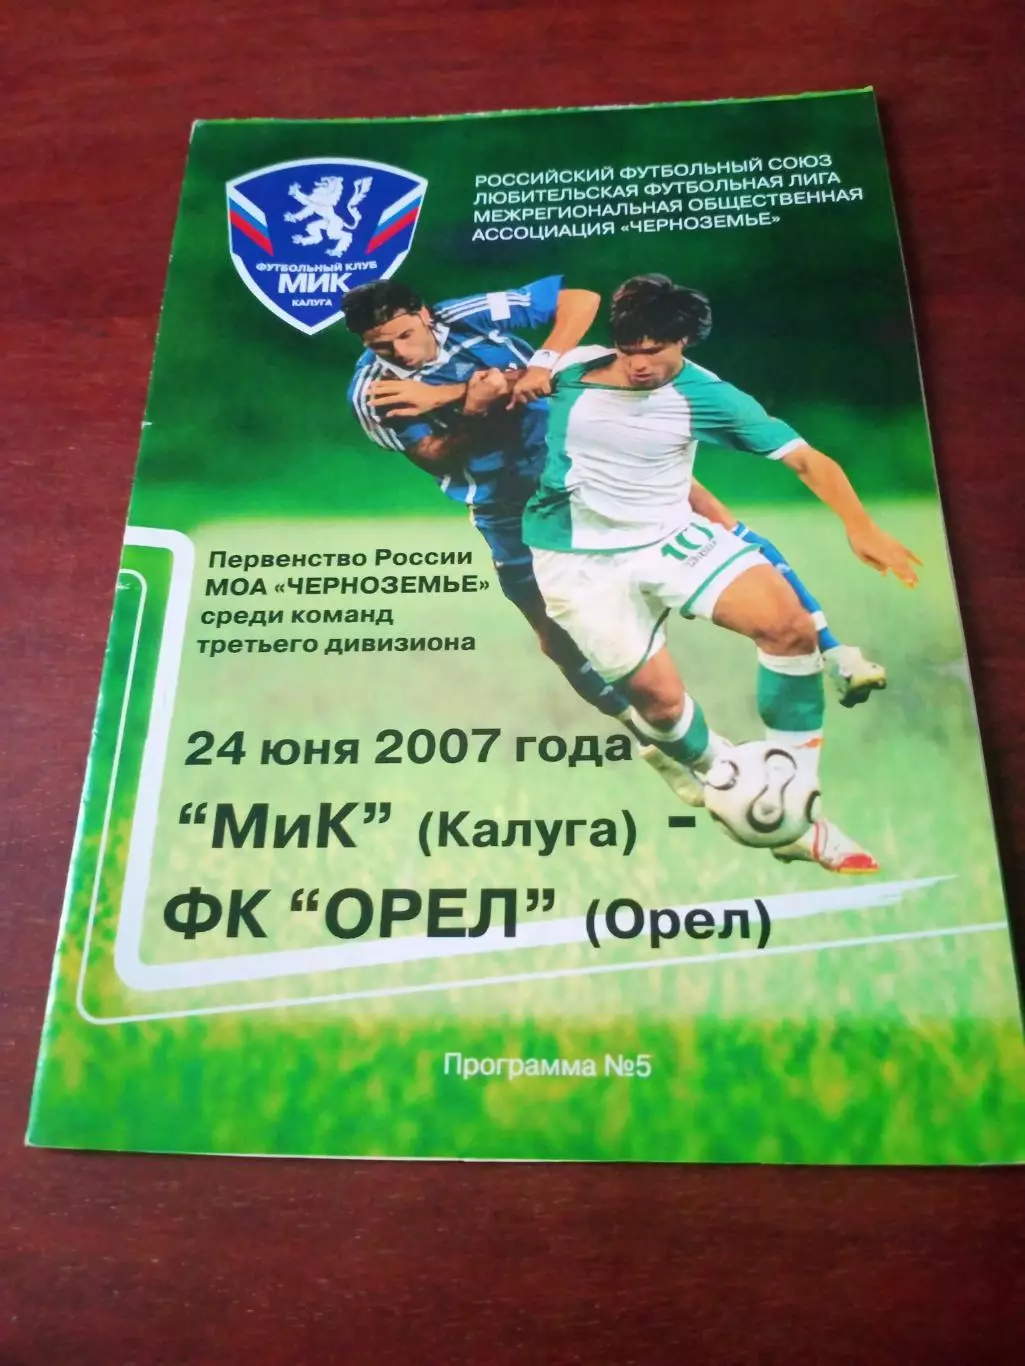 РОССИЙСКИЙ ФУТБОЛЬНЫЙ СОЮЗ
ЛЮБИТЕЛЬСКАЯ ФУТБОЛЬНАЯ ЛИГА
МЕЖРЕГИОНАЛЬНАЯ ОБЩЕСТВЕННАЯ
АССОЦИАЦИЯ «ЧЕРНОЗЕМЬЕ»
ФУТБОЛЬНЫЙ КЛУБ
МИК
КАЛУГА
10
Первенство России
МОА «ЧЕРНОЗЕМЬЕ»
среди команд
третьего дивизиона
24 июня 2007 года
“МиК” (Калуга) -
ФК “ОРЕЛ” (Орел)
Программа №5